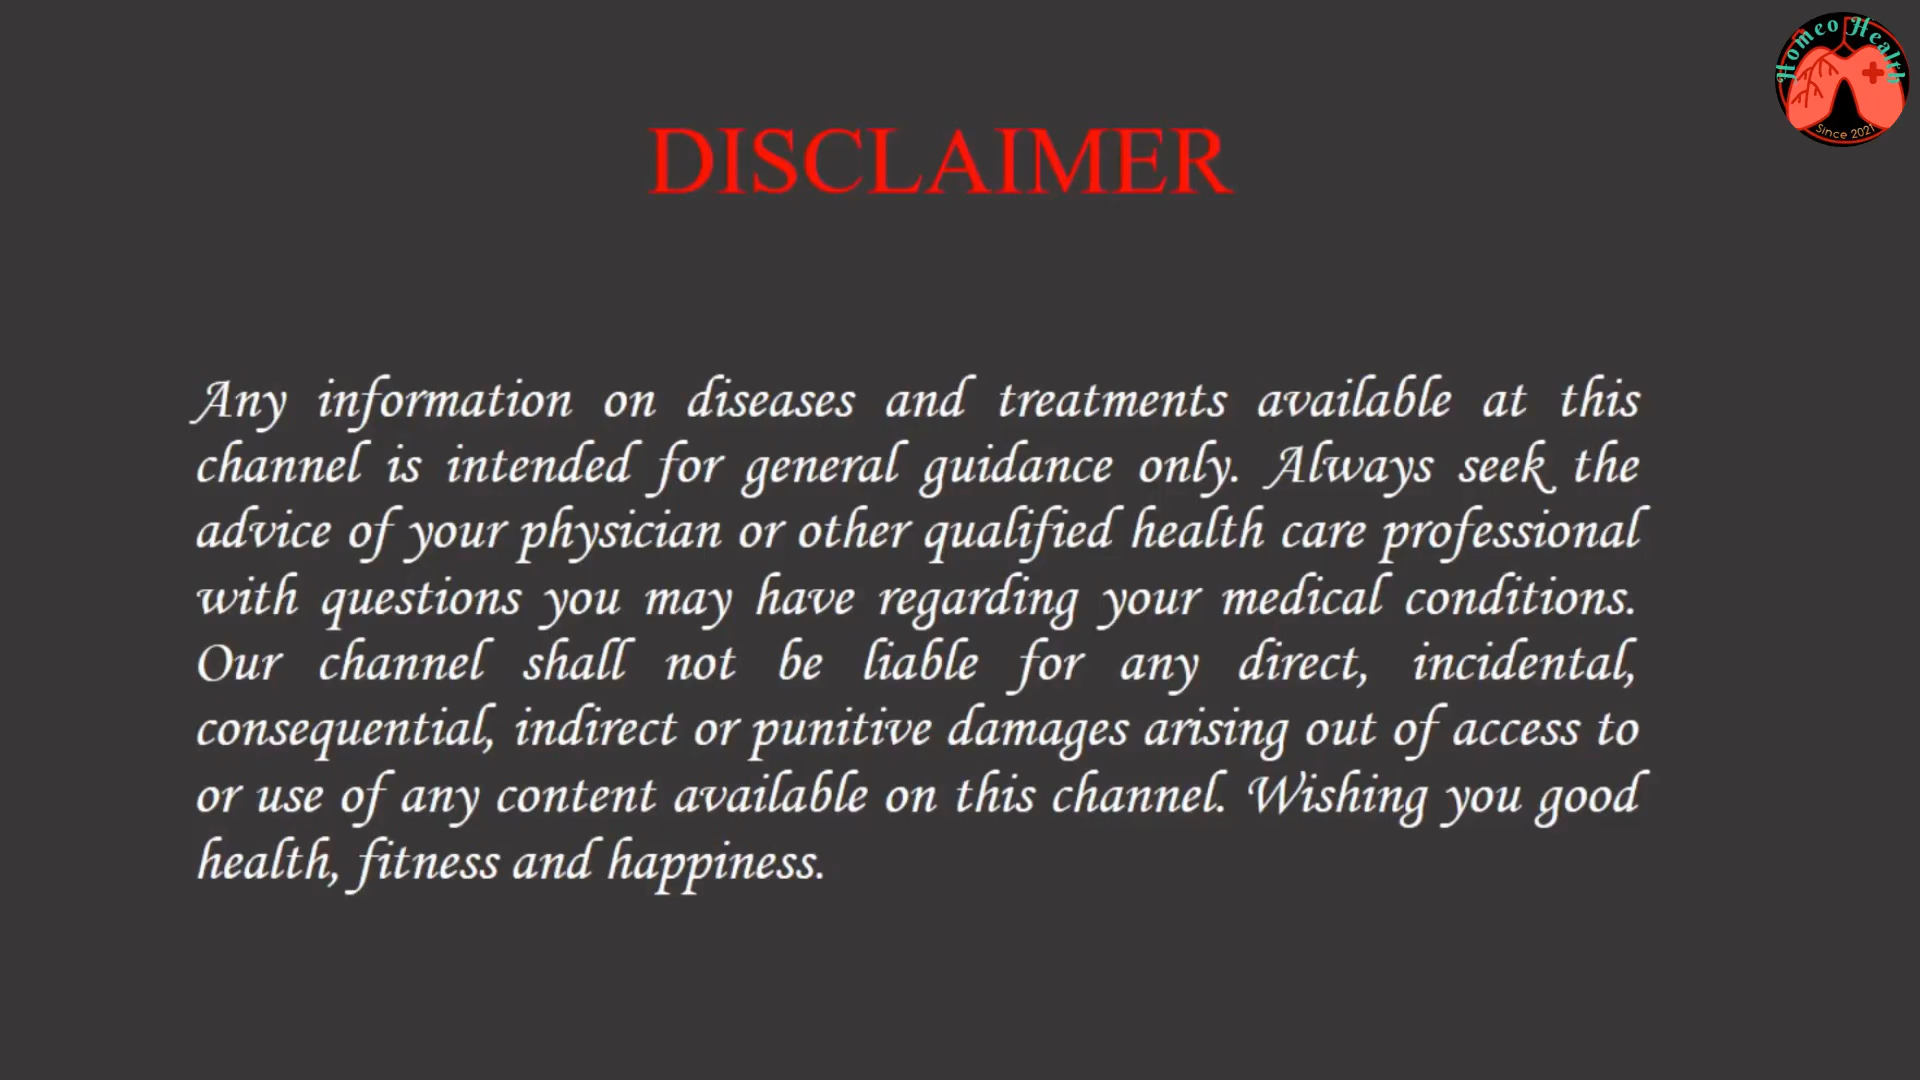 Homeo Health
Since 2021
DISCLAIMER
Any information on diseases and treatments available at this
channel is intended for general guidance only. Always seek the
advice of your physician or other qualified health care professional
with questions you may have regarding your medical conditions.
Our channel shall not be liable for any direct, incidental,
consequential, indirect or punitive damages arising out of access to
or use of any content available on this channel. Wishing you good
health, fitness and happiness.